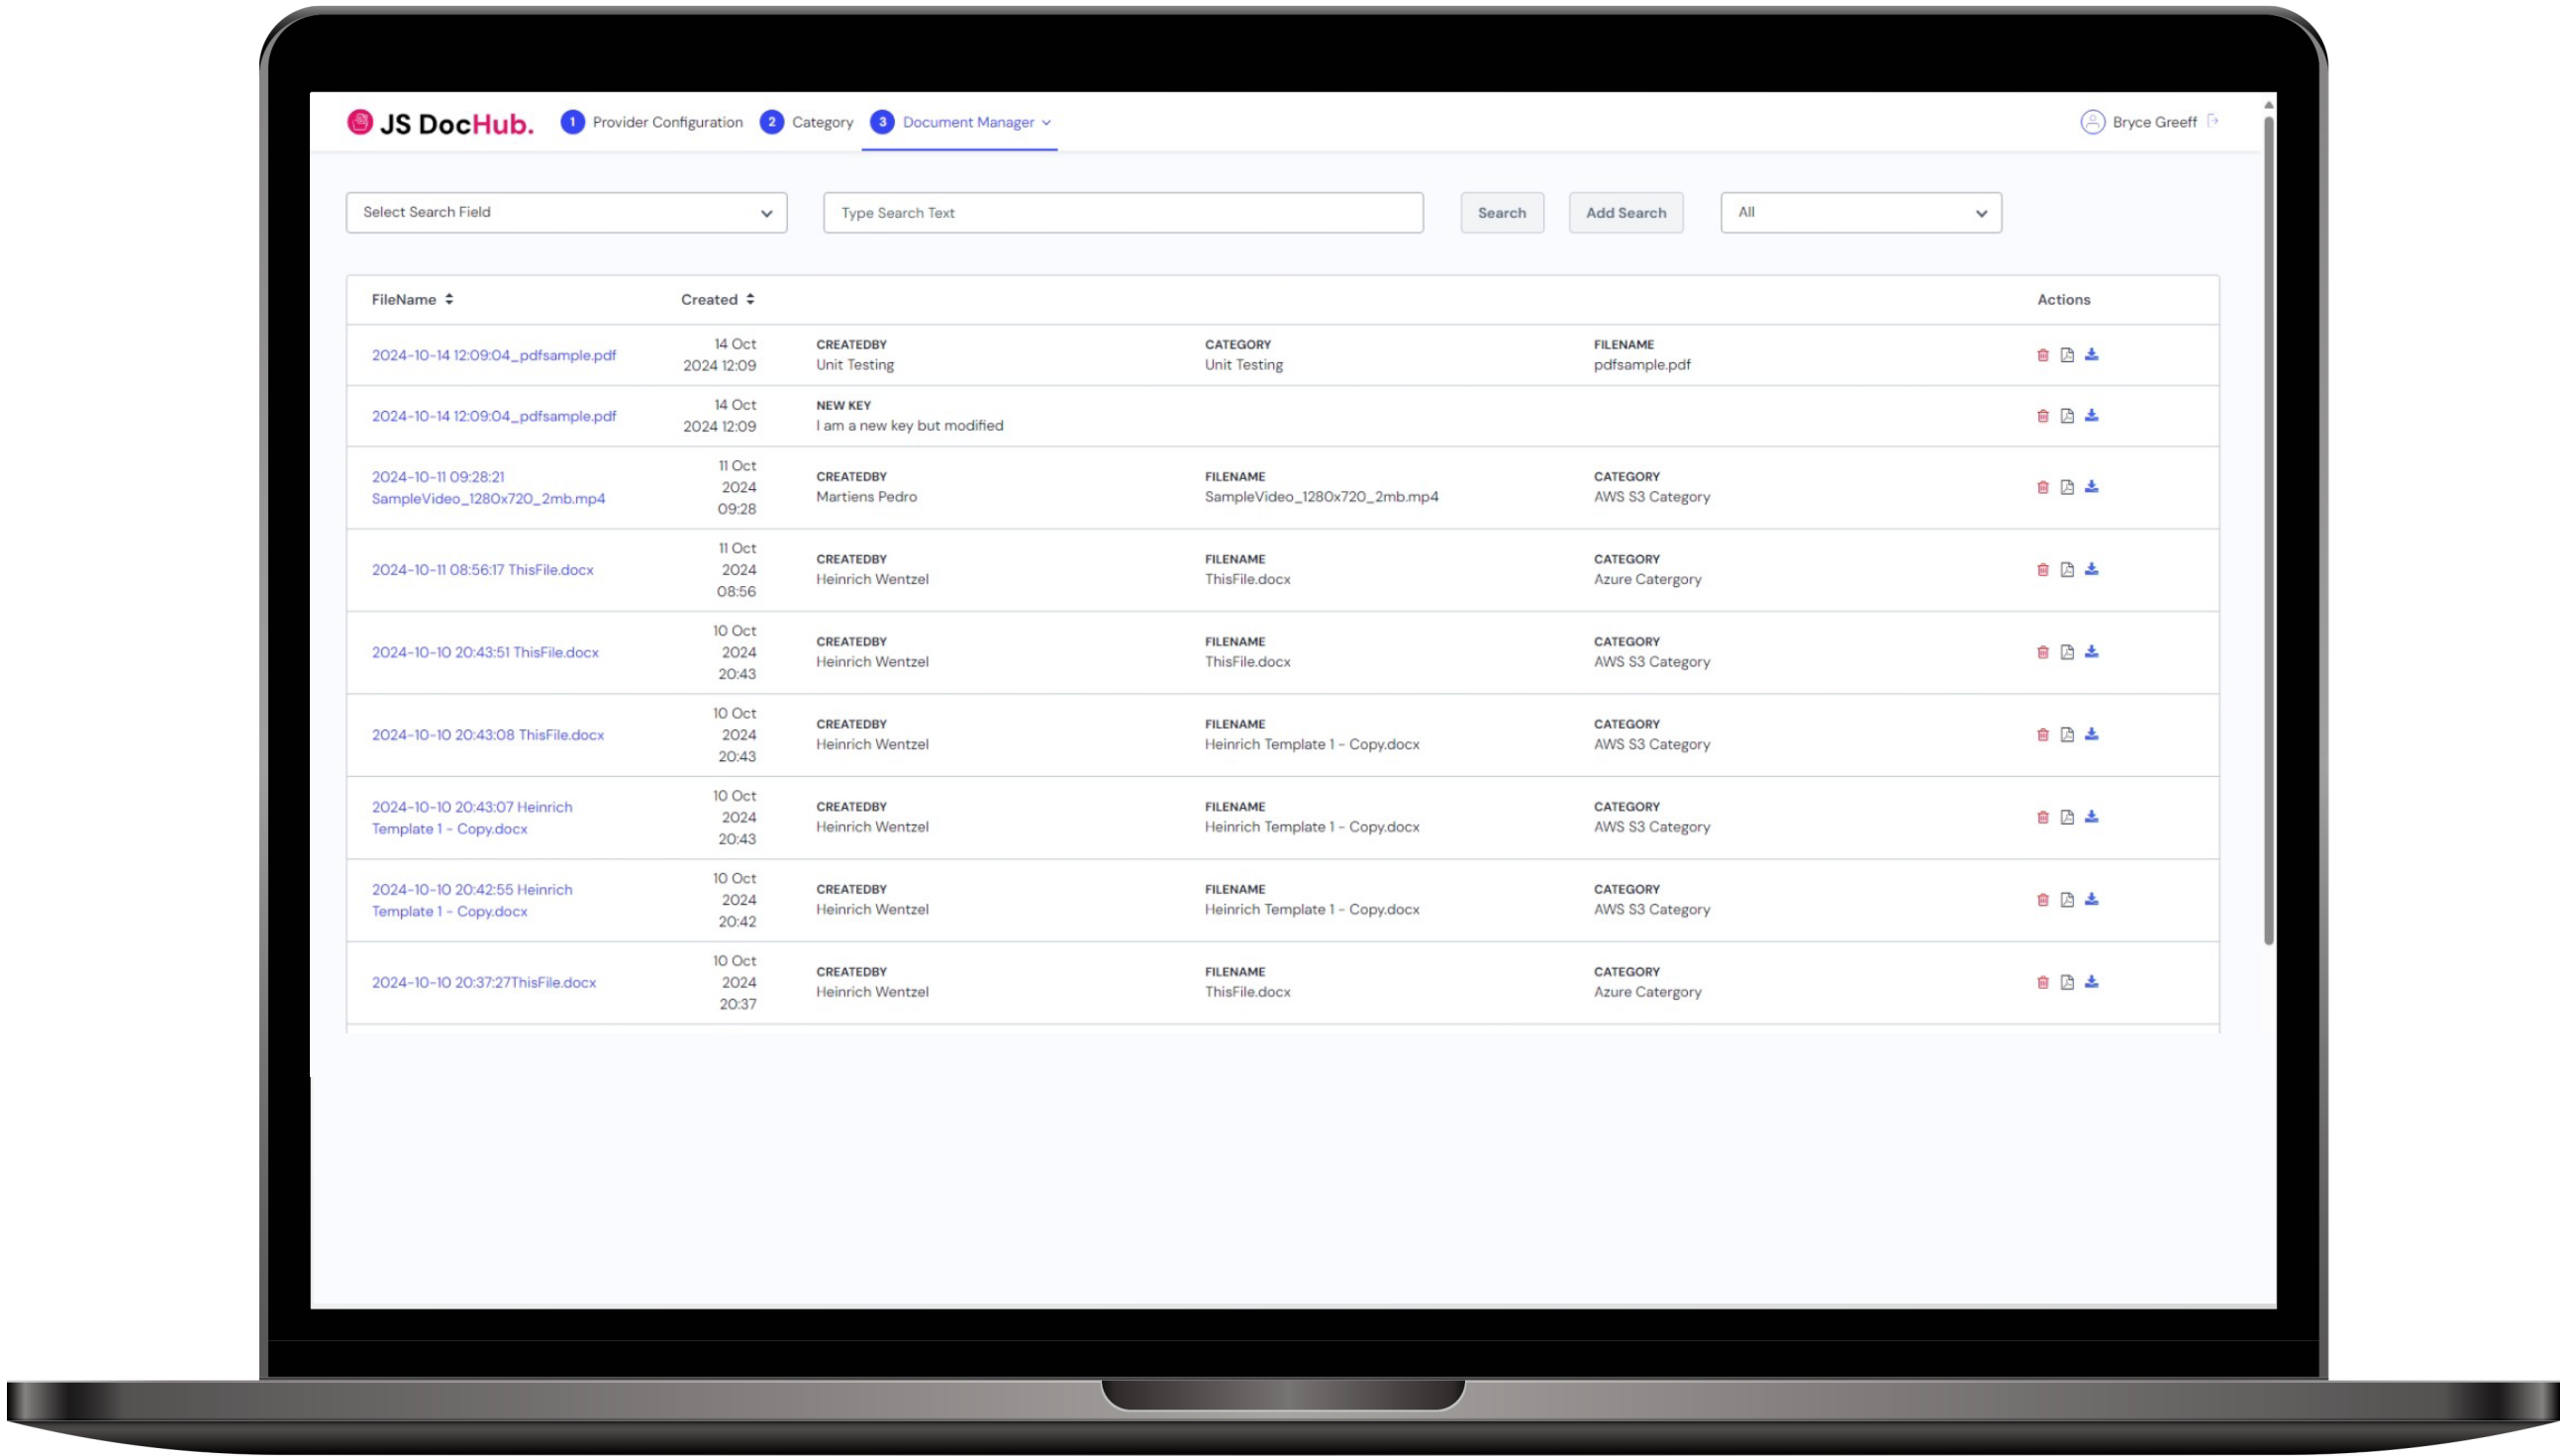 JS DocHub. 1 Provider Configuration 2 Category 3 Document Manager Bryce Greeff
Select Search Field Type Search Text Search Add Search All
FileName Created Actions
2024-10-14 12:09:04_pdfsample.pdf
14 Oct
2024 12:09
CREATEDBY
Unit Testing
CATEGORY
Unit Testing
FILENAME
pdfsample.pdf
2024-10-14 12:09:04_pdfsample.pdf
14 Oct
2024 12:09
NEW KEY
I am a new key but modified
2024-10-11 09:28:21
SampleVideo_1280x720_2mb.mp4
11 Oct
2024
09:28
CREATEDBY
Martiens Pedro
FILENAME
SampleVideo_1280x720_2mb.mp4
CATEGORY
AWS S3 Category
2024-10-11 08:56:17 ThisFile.docx
11 Oct
2024
08:56
CREATEDBY
Heinrich Wentzel
FILENAME
ThisFile.docx
CATEGORY
Azure Catergory
2024-10-10 20:43:51 ThisFile.docx
10 Oct
2024
20:43
CREATEDBY
Heinrich Wentzel
FILENAME
ThisFile.docx
CATEGORY
AWS S3 Category
2024-10-10 20:43:08 ThisFile.docx
10 Oct
2024
20:43
CREATEDBY
Heinrich Wentzel
FILENAME
Heinrich Template 1 - Copy.docx
CATEGORY
AWS S3 Category
2024-10-10 20:43:07 Heinrich
Template 1 - Copy.docx
10 Oct
2024
20:43
CREATEDBY
Heinrich Wentzel
FILENAME
Heinrich Template 1 - Copy.docx
CATEGORY
AWS S3 Category
2024-10-10 20:42:55 Heinrich
Template 1 - Copy.docx
10 Oct
2024
20:42
CREATEDBY
Heinrich Wentzel
FILENAME
Heinrich Template 1 - Copy.docx
CATEGORY
AWS S3 Category
2024-10-10 20:37:27ThisFile.docx
10 Oct
2024
20:37
CREATEDBY
Heinrich Wentzel
FILENAME
ThisFile.docx
CATEGORY
Azure Catergory